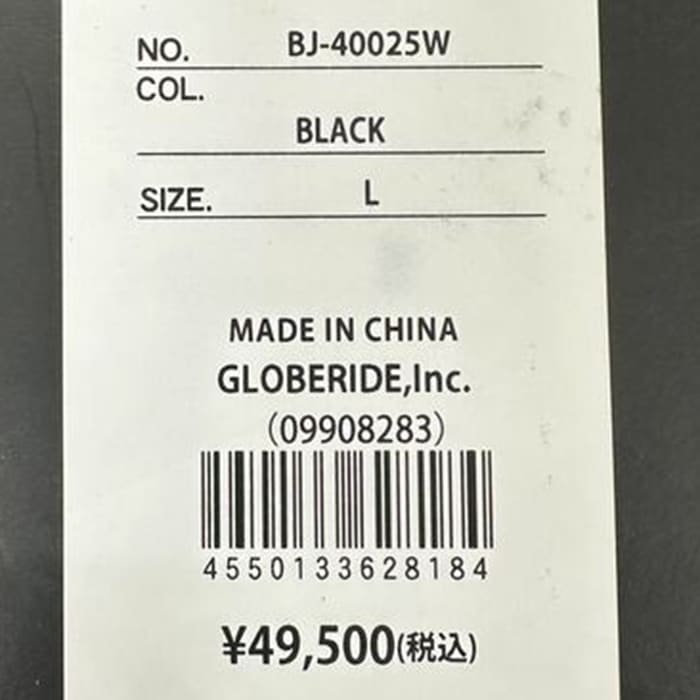 NO. BJ-40025W
COL.
BLACK
SIZE. L
MADE IN CHINA
GLOBERIDE,Inc.
(09908283)
4550133628184
¥49,500(税込)